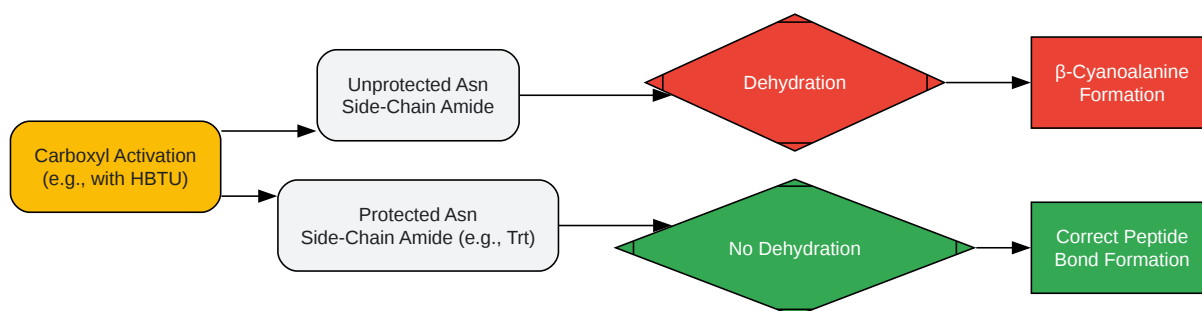 Carboxyl Activation
(e.g., with HBTU)
Unprotected Asn
Side-Chain Amide
Dehydration
β-Cyanoalanine
Formation
Protected Asn
Side-Chain Amide (e.g., Trt)
No Dehydration
Correct Peptide
Bond Formation